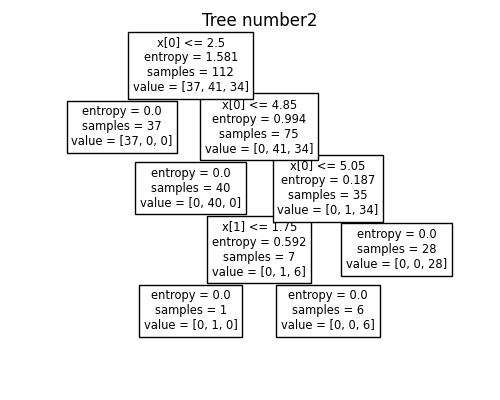 Tree number2
x[0] <= 2.5
entropy = 1.581
samples = 112
value = [37, 41, 34]
entropy = 0.0
samples = 37
value = [37, 0, 0]
x[0] <= 4.85
entropy = 0.994
samples = 75
value = [0, 41, 34]
entropy = 0.0
samples = 40
value = [0, 40, 0]
x[0] <= 5.05
entropy = 0.187
samples = 35
value = [0, 1, 34]
x[1] <= 1.75
entropy = 0.592
samples = 7
value = [0, 1, 6]
entropy = 0.0
samples = 28
value = [0, 0, 28]
entropy = 0.0
samples = 1
value = [0, 1, 0]
entropy = 0.0
samples = 6
value = [0, 0, 6]